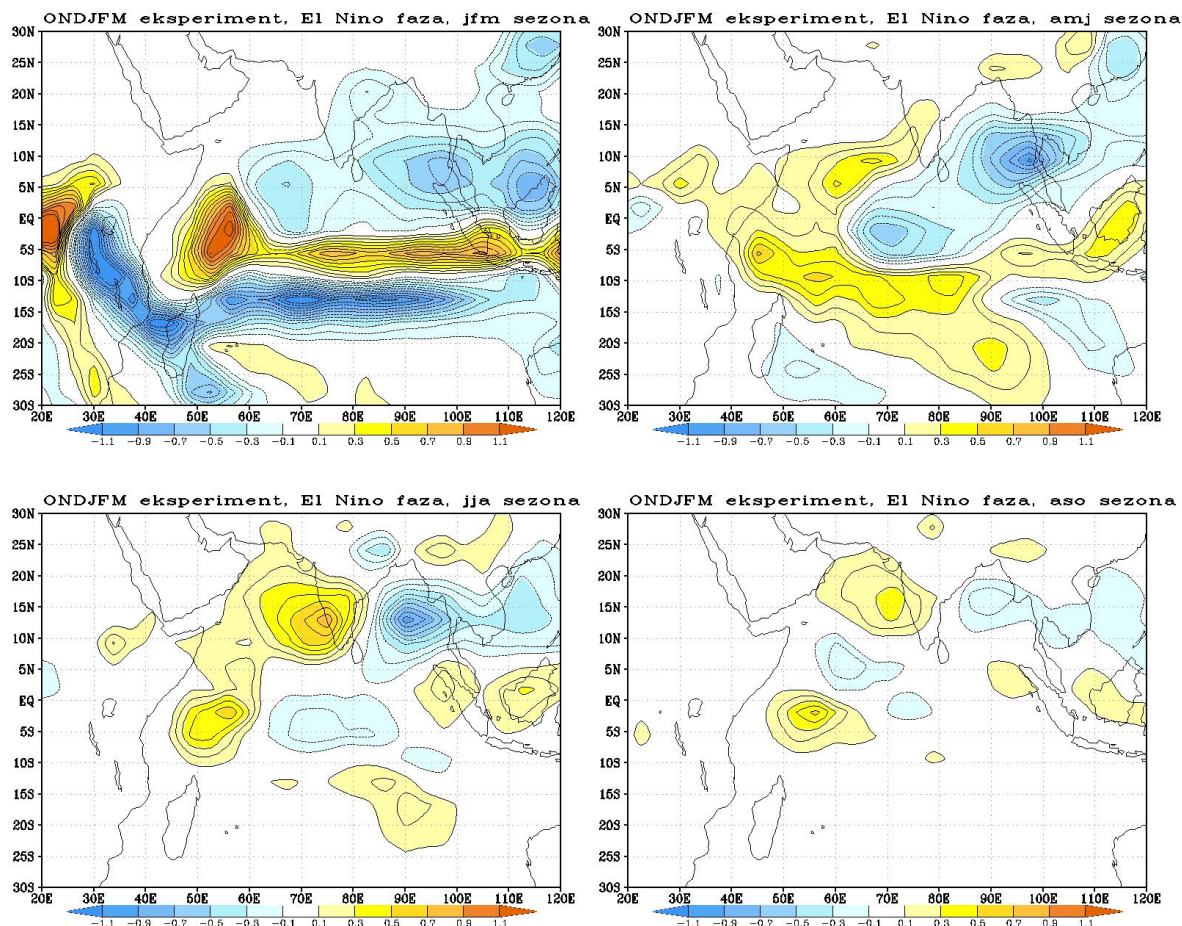 ONDJFM eksperiment, El Nino faza, jfm sezona
30N
25N
20N
15N
10N
5N
EQ
5S
10S
15S
20S
25S
30S
20E 30E 40E 50E 60E 70E 80E 90E 100E 110E 120E
-1.1 -0.9 -0.7 -0.5 -0.3 -0.1 0.1 0.3 0.5 0.7 0.9 1.1
ONDJFM eksperiment, El Nino faza, amj sezona
30N
25N
20N
15N
10N
5N
EQ
5S
10S
15S
20S
25S
30S
20E 30E 40E 50E 60E 70E 80E 90E 100E 110E 120E
-1.1 -0.9 -0.7 -0.5 -0.3 -0.1 0.1 0.3 0.5 0.7 0.9 1.1
ONDJFM eksperiment, El Nino faza, jja sezona
30N
25N
20N
15N
10N
5N
EQ
5S
10S
15S
20S
25S
30S
20E 30E 40E 50E 60E 70E 80E 90E 100E 110E 120E
-1.1 -0.9 -0.7 -0.5 -0.3 -0.1 0.1 0.3 0.5 0.7 0.9 1.1
ONDJFM eksperiment, El Nino faza, aso sezona
30N
25N
20N
15N
10N
5N
EQ
5S
10S
15S
20S
25S
30S
20E 30E 40E 50E 60E 70E 80E 90E 100E 110E 120E
-1.1 -0.9 -0.7 -0.5 -0.3 -0.1 0.1 0.3 0.5 0.7 0.9 1.1